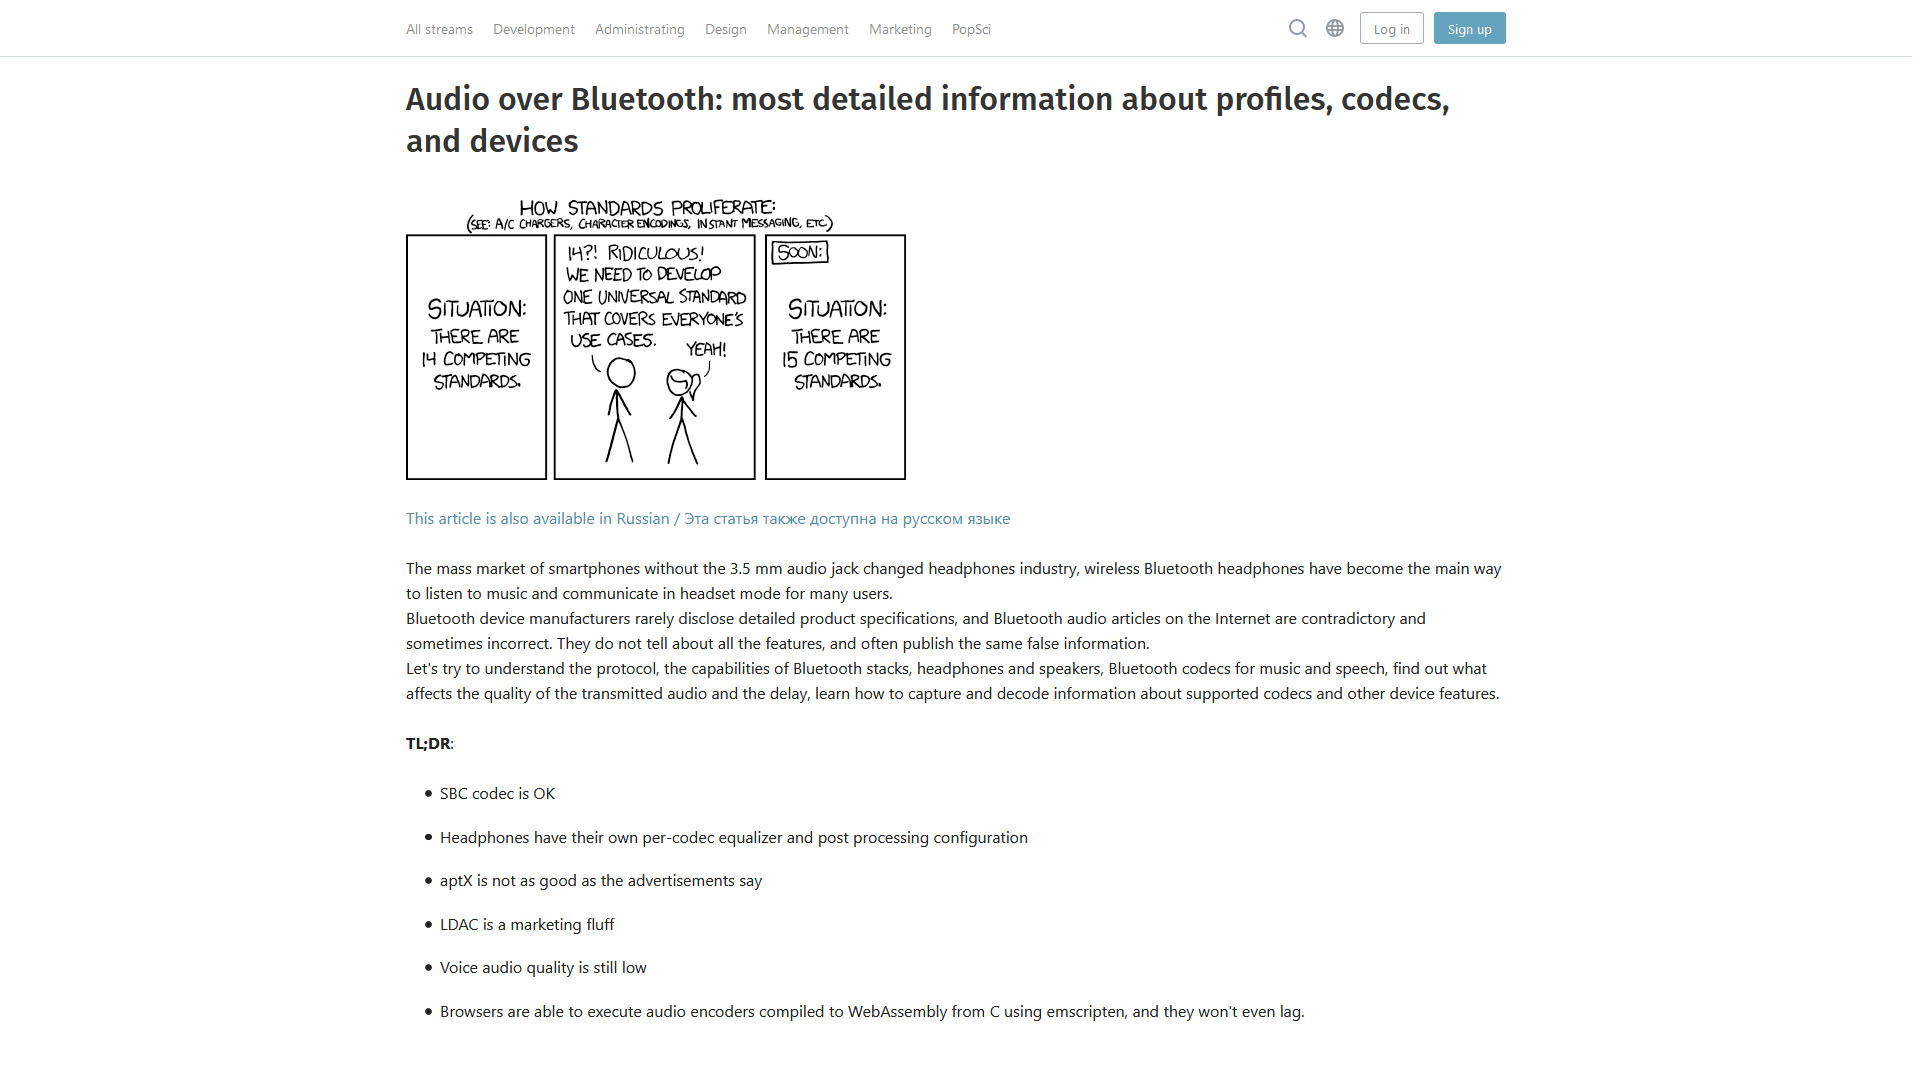 All streams Development Administrating Design Management Marketing PopSci Log in Sign up
Audio over Bluetooth: most detailed information about profiles, codecs,
and devices
HOW STANDARDS PROLIFERATE:
(SEE: A/C CHARGERS, CHARACTER ENCODINGS, INSTANT MESSAGING, ETC.)
SITUATION:
THERE ARE
14 COMPETING
STANDARDS.
14?! RIDICULOUS!
WE NEED TO DEVELOP
ONE UNIVERSAL STANDARD
THAT COVERS EVERYONE'S
USE CASES.
YEAH!
SOON:
SITUATION:
THERE ARE
15 COMPETING
STANDARDS.
This article is also available in Russian / Эта статья также доступна на русском языке
The mass market of smartphones without the 3.5 mm audio jack changed headphones industry, wireless Bluetooth headphones have become the main way
to listen to music and communicate in headset mode for many users.
Bluetooth device manufacturers rarely disclose detailed product specifications, and Bluetooth audio articles on the Internet are contradictory and
sometimes incorrect. They do not tell about all the features, and often publish the same false information.
Let's try to understand the protocol, the capabilities of Bluetooth stacks, headphones and speakers, Bluetooth codecs for music and speech, find out what
affects the quality of the transmitted audio and the delay, learn how to capture and decode information about supported codecs and other device features.
TL;DR:
• SBC codec is OK
• Headphones have their own per-codec equalizer and post processing configuration
• aptX is not as good as the advertisements say
• LDAC is a marketing fluff
• Voice audio quality is still low
• Browsers are able to execute audio encoders compiled to WebAssembly from C using emscripten, and they won't even lag.